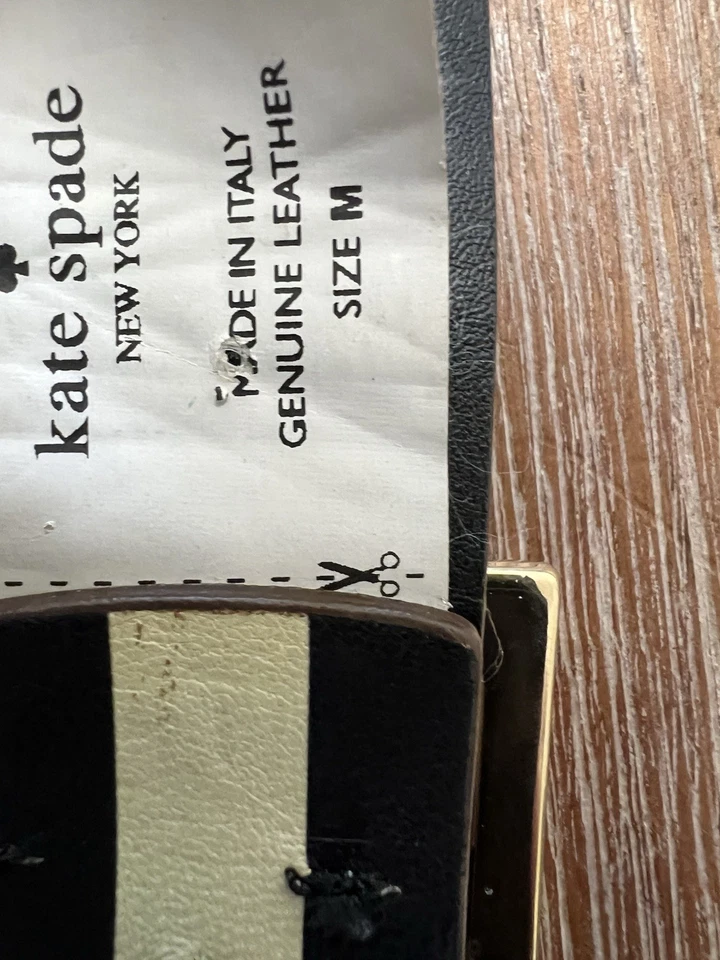 kate spade
NEW YORK
MADE IN ITALY
GENUINE LEATHER
SIZE M